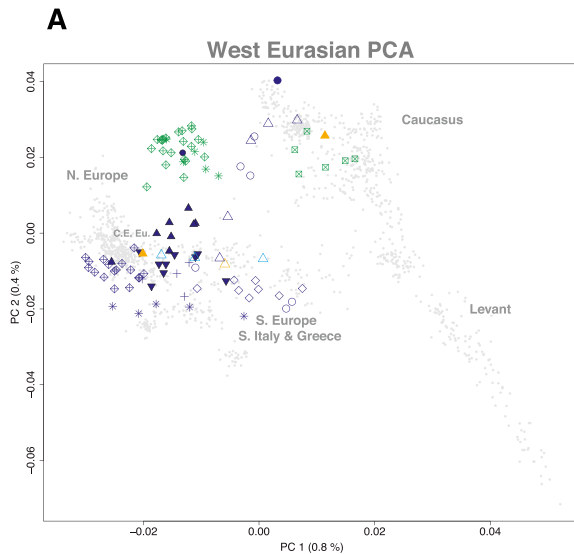 A
West Eurasian PCA
0.04
Caucasus
0.02
N. Europe
C.E. Eu.
0.00
PC 2 (0.4 %)
−0.02
S. Europe
S. Italy & Greece
Levant
−0.04
−0.06
−0.02 0.00 0.02 0.04
PC 1 (0.8 %)